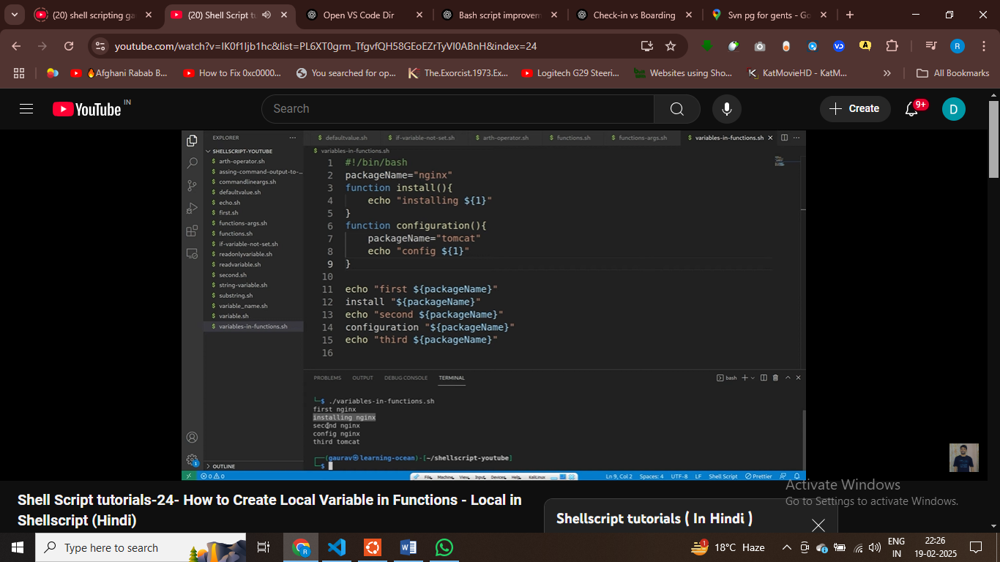 (20) shell scripting ga
(20) Shell Script tu
Open VS Code Dir
Bash script improvem
Check-in vs Boarding
Svn pg for gents - Go
youtube.com/watch?v=IK0f1Ijb1hc&list=PL6XT0grm_TfgvfQH58GEoEZrTyVI0ABnH&index=24
R
Afghani Rabab B...
How to Fix 0xc0000...
You searched for op...
The.Exorcist.1973.Ex...
Logitech G29 Steeri...
Websites using Sho...
KatMovieHD - KatM...
»
All Bookmarks
YouTube IN
Search
Create
9+
D
EXPLORER
SHELLSCRIPT-YOUTUBE
$ arth-operator.sh
$ assing-command-output-to-...
$ commandlineargs.sh
$ defaultvalue.sh
$ echo.sh
$ first.sh
$ functions-args.sh
$ functions.sh
$ if-variable-not-set.sh
$ readonlyvariable.sh
$ readvariable.sh
$ second.sh
$ string-variable.sh
$ substring.sh
$ variable_name.sh
$ variable.sh
$ variables-in-functions.sh
OUTLINE
$ defaultvalue.sh
$ if-variable-not-set.sh
$ arth-operator.sh
$ functions.sh
$ functions-args.sh
$ variables-in-functions.sh
$ variables-in-functions.sh
1 #!/bin/bash
2 packageName="nginx"
3 function install(){
4 echo "installing ${1}"
5 }
6 function configuration(){
7 packageName="tomcat"
8 echo "config ${1}"
9 }
10
11 echo "first ${packageName}"
12 install "${packageName}"
13 echo "second ${packageName}"
14 configuration "${packageName}"
15 echo "third ${packageName}"
16
PROBLEMS OUTPUT DEBUG CONSOLE TERMINAL
bash
└─$ ./variables-in-functions.sh
first nginx
installing nginx
second nginx
config nginx
third tomcat
┌──(gaurav㉿learning-ocean)-[~/shellscript-youtube]
└─$
1
0 0
File Machine View Input Devices Help KaliLinux
Ln 9, Col 2 Spaces: 4 UTF-8 LF Shell Script Prettier
Shell Script tutorials-24- How to Create Local Variable in Functions - Local in
Shellscript (Hindi)
Shellscript tutorials ( In Hindi )
Activate Windows
Go to Settings to activate Windows.
Type here to search
R
1
18°C Haze
ENG
IN
22:26
19-02-2025